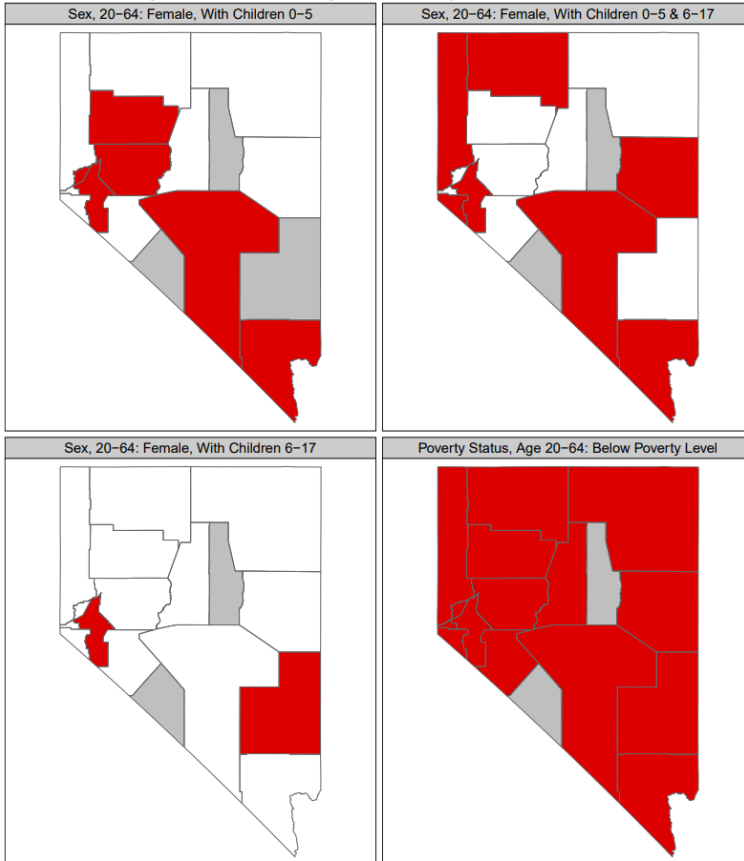 Sex, 20−64: Female, With Children 0−5
Sex, 20−64: Female, With Children 0−5 & 6−17
Sex, 20−64: Female, With Children 6−17
Poverty Status, Age 20−64: Below Poverty Level